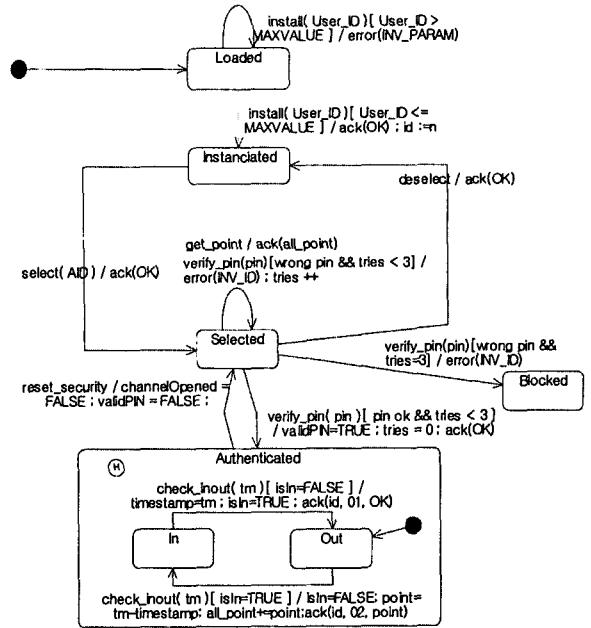 install( User_ID )[ User_ID >
MAXVALUE ] / error(INV_PARAM)
Loaded
install( User_ID )[ User_ID <=
MAXVALUE ] / ack(OK) ; id :=n
Instanciated
deselect / ack(OK)
get_point / ack(all_point)
verify_pin(pin)[wrong pin && tries < 3] /
error(INV_ID) ; tries ++
select( AID ) / ack(OK)
Selected
verify_pin(pin)[wrong pin &&
tries=3] / error(INV_ID)
Blocked
reset_security / channelOpened =
FALSE ; validPIN = FALSE ;
verify_pin( pin )[ pin ok && tries < 3 ]
/ validPIN=TRUE ; tries = 0; ack(OK)
Authenticated
H
check_inout( tm )[ isIn=FALSE ] /
timestamp=tm ; isIn=TRUE ; ack(id, 01, OK)
In
Out
check_inout( tm )[ isIn=TRUE ] / isIn=FALSE; point=
tm-timestamp; all_point+=point;ack(id, 02, point)